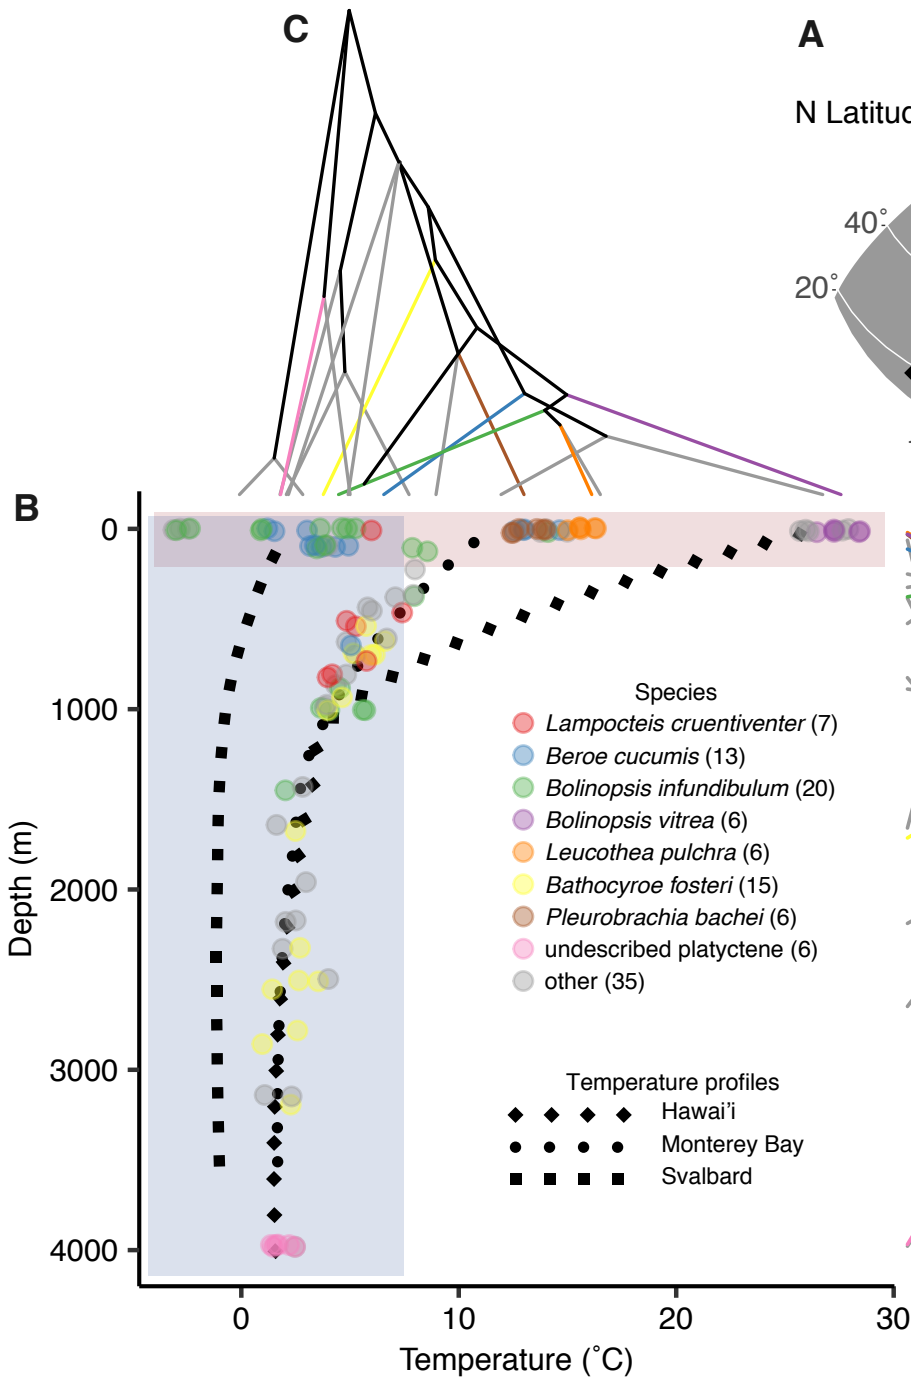 C
A
N Latitud
40°
20°
B
0
1000
2000
3000
4000
Depth (m)
Species
Lampocteis cruentiventer (7)
Beroe cucumis (13)
Bolinopsis infundibulum (20)
Bolinopsis vitrea (6)
Leucothea pulchra (6)
Bathocyroe fosteri (15)
Pleurobrachia bachei (6)
undescribed platyctene (6)
other (35)
Temperature profiles
Hawai'i
Monterey Bay
Svalbard
0 10 20 30
Temperature (°C)